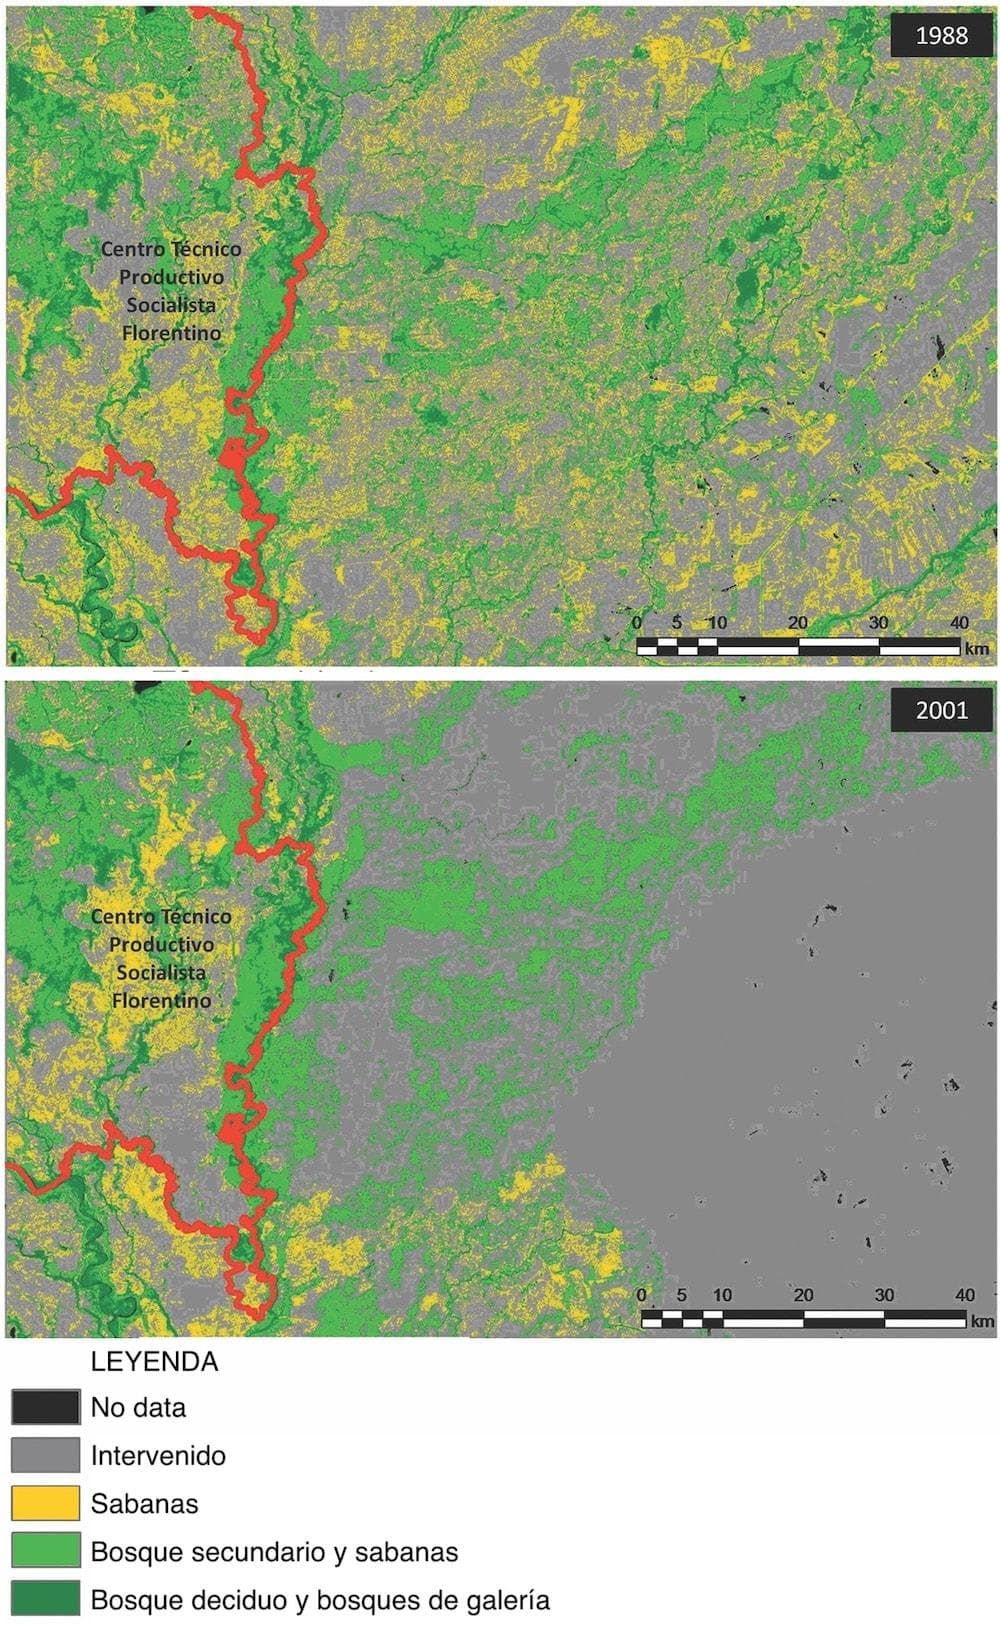 1988
Centro Técnico
Productivo
Socialista
Florentino
0 5 10 20 30 40
km
2001
Centro Técnico
Productivo
Socialista
Florentino
0 5 10 20 30 40
km
LEYENDA
No data
Intervenido
Sabanas
Bosque secundario y sabanas
Bosque deciduo y bosques de galería